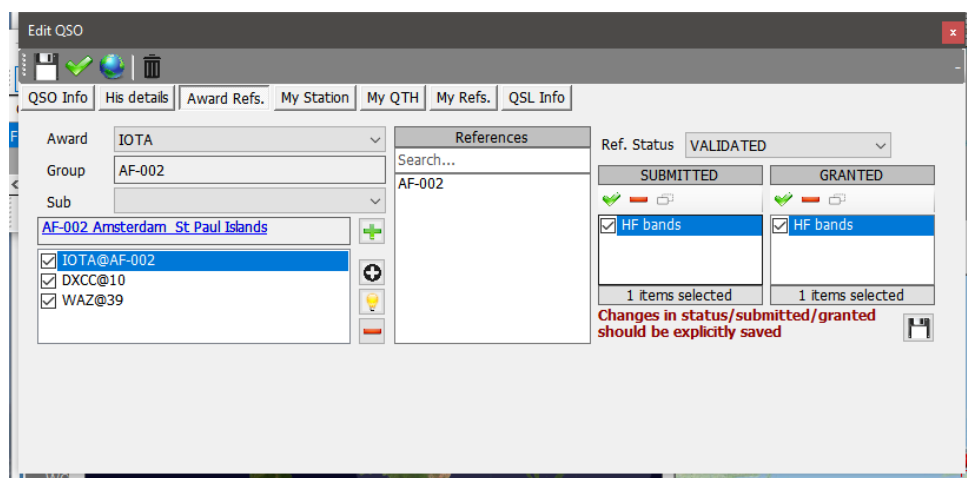 Edit QSO
x
QSO Info His details Award Refs. My Station My QTH My Refs. QSL Info
Award IOTA
Group AF-002
Sub
AF-002 Amsterdam St Paul Islands
IOTA@AF-002
DXCC@10
WAZ@39
References
Search...
AF-002
Ref. Status VALIDATED
SUBMITTED GRANTED
HF bands HF bands
1 items selected 1 items selected
Changes in status/submitted/granted
should be explicitly saved